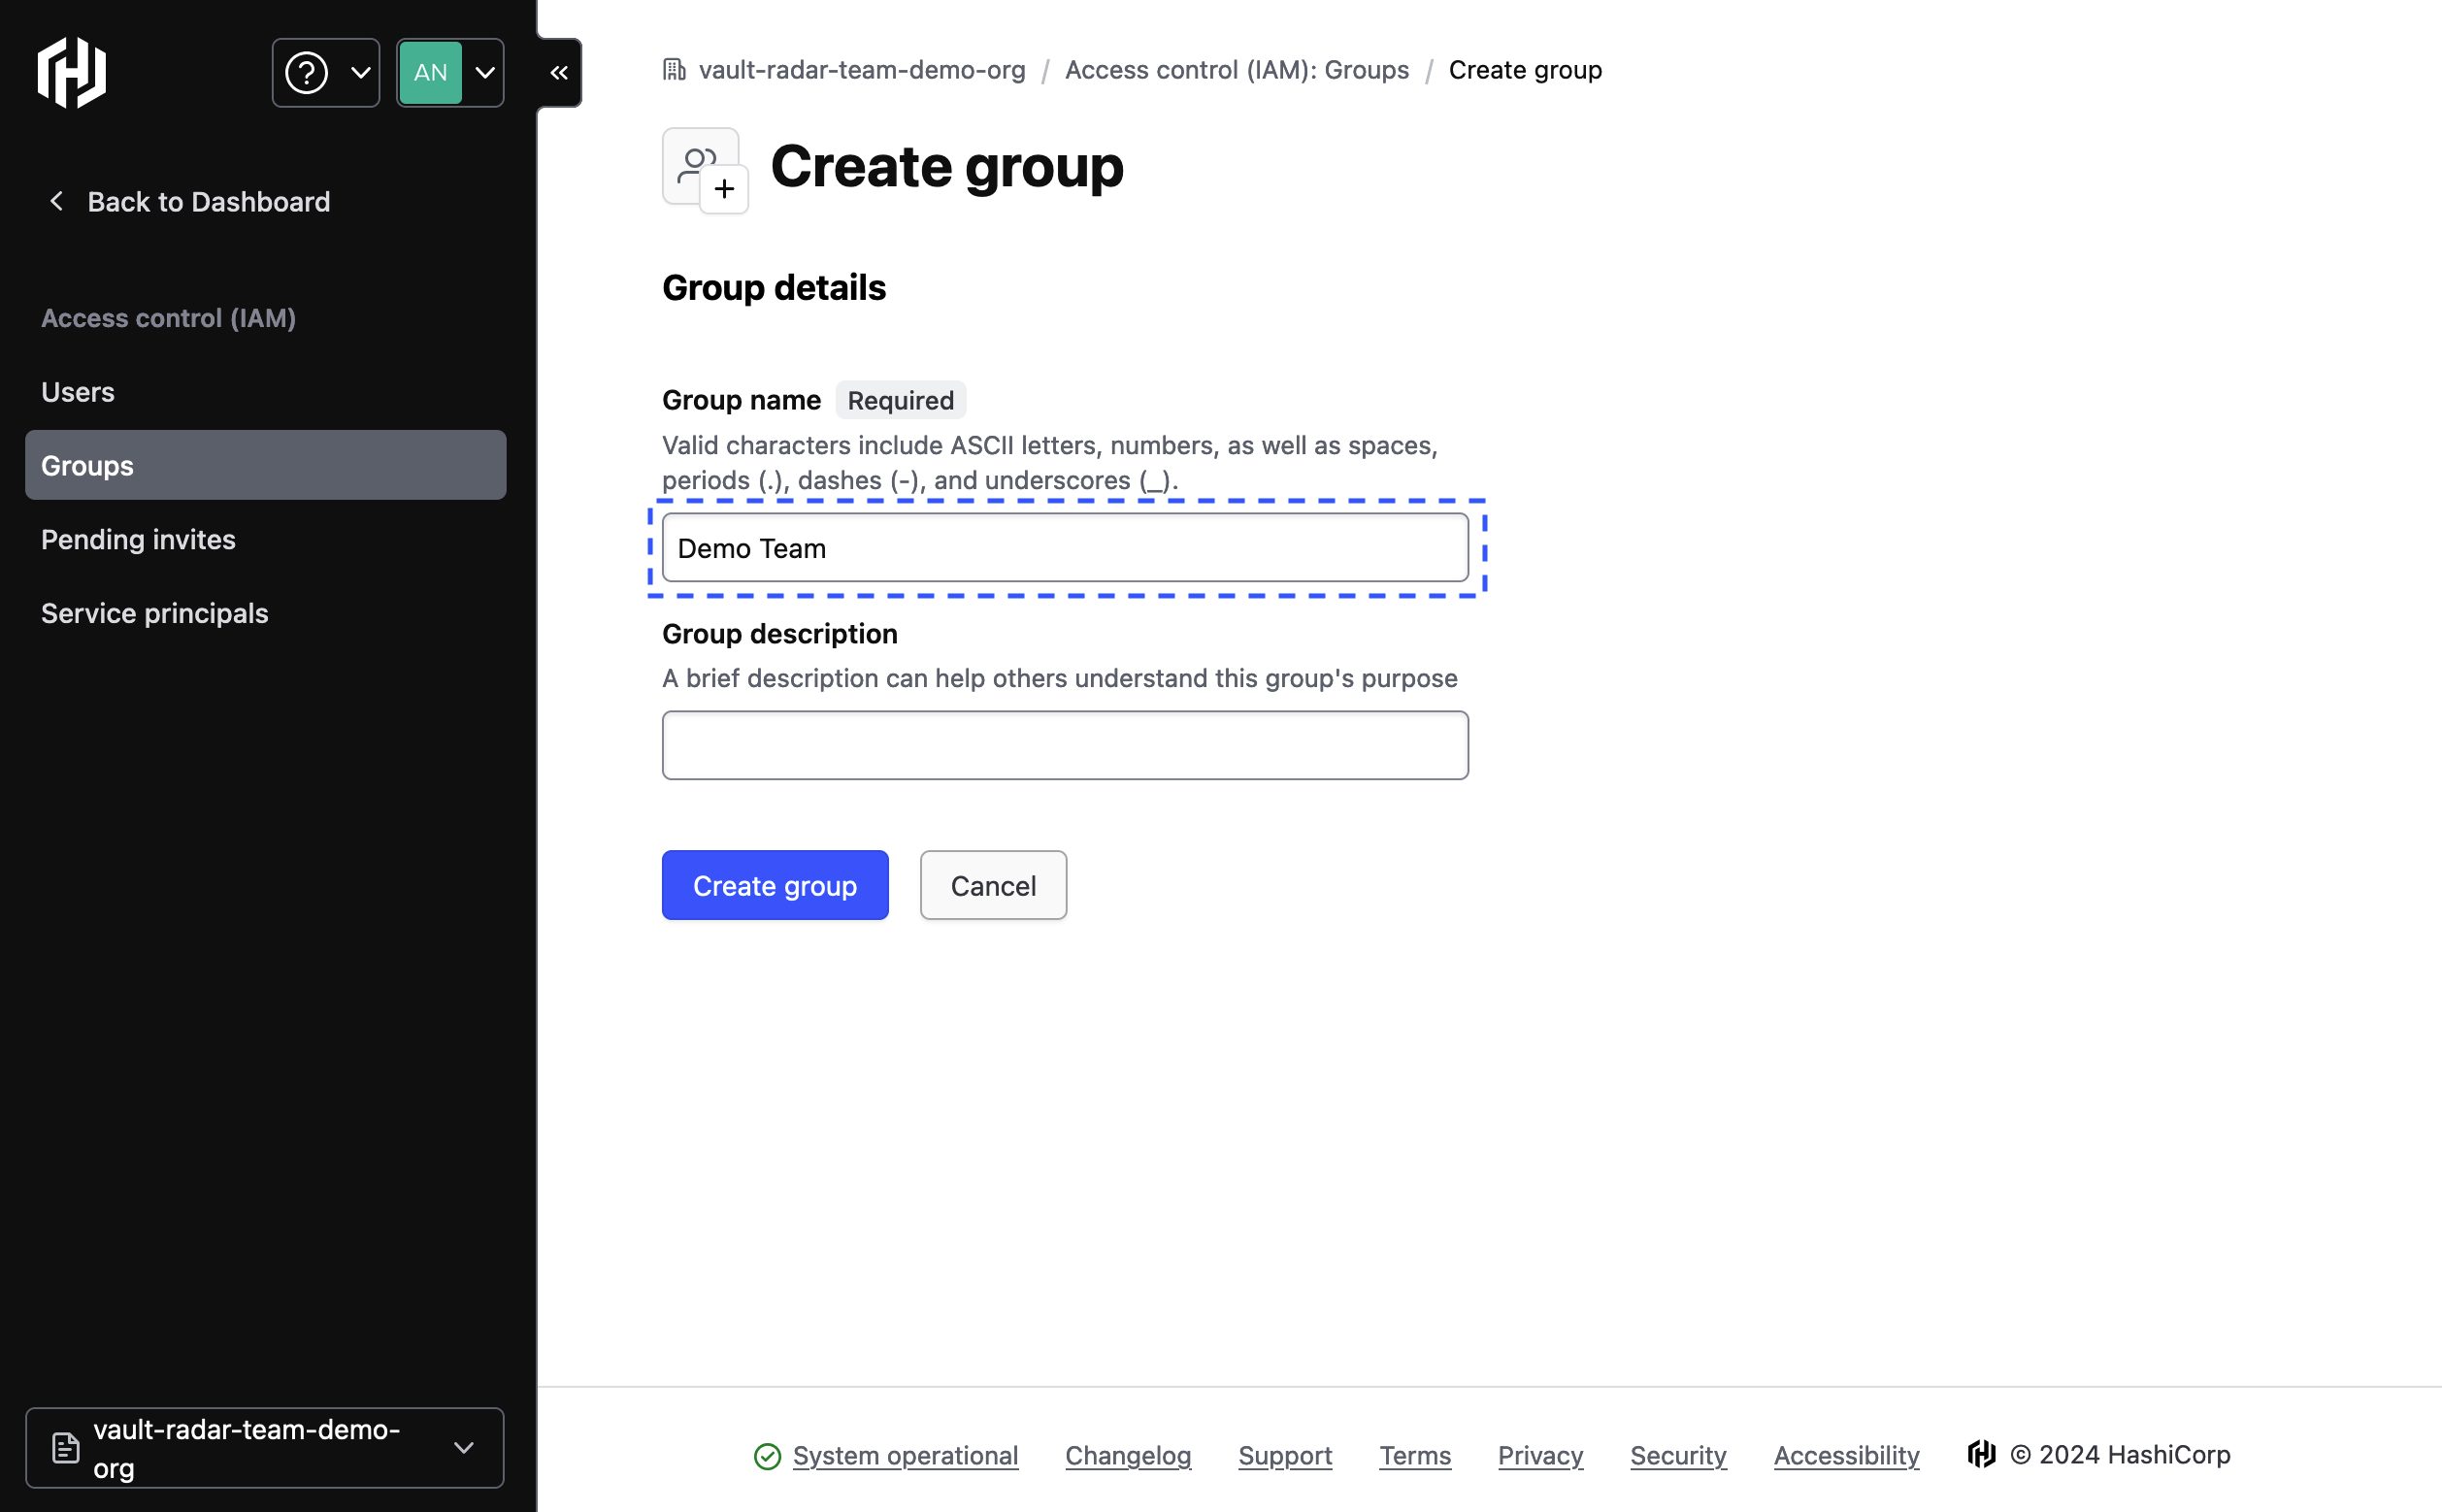 AN
Back to Dashboard
Access control (IAM)
Users
Groups
Pending invites
Service principals
vault-radar-team-demo-
org
vault-radar-team-demo-org / Access control (IAM): Groups / Create group
Create group
Group details
Group name Required
Valid characters include ASCII letters, numbers, as well as spaces,
periods (.), dashes (-), and underscores (_).
Demo Team
Group description
A brief description can help others understand this group's purpose
Create group Cancel
System operational Changelog Support Terms Privacy Security Accessibility © 2024 HashiCorp